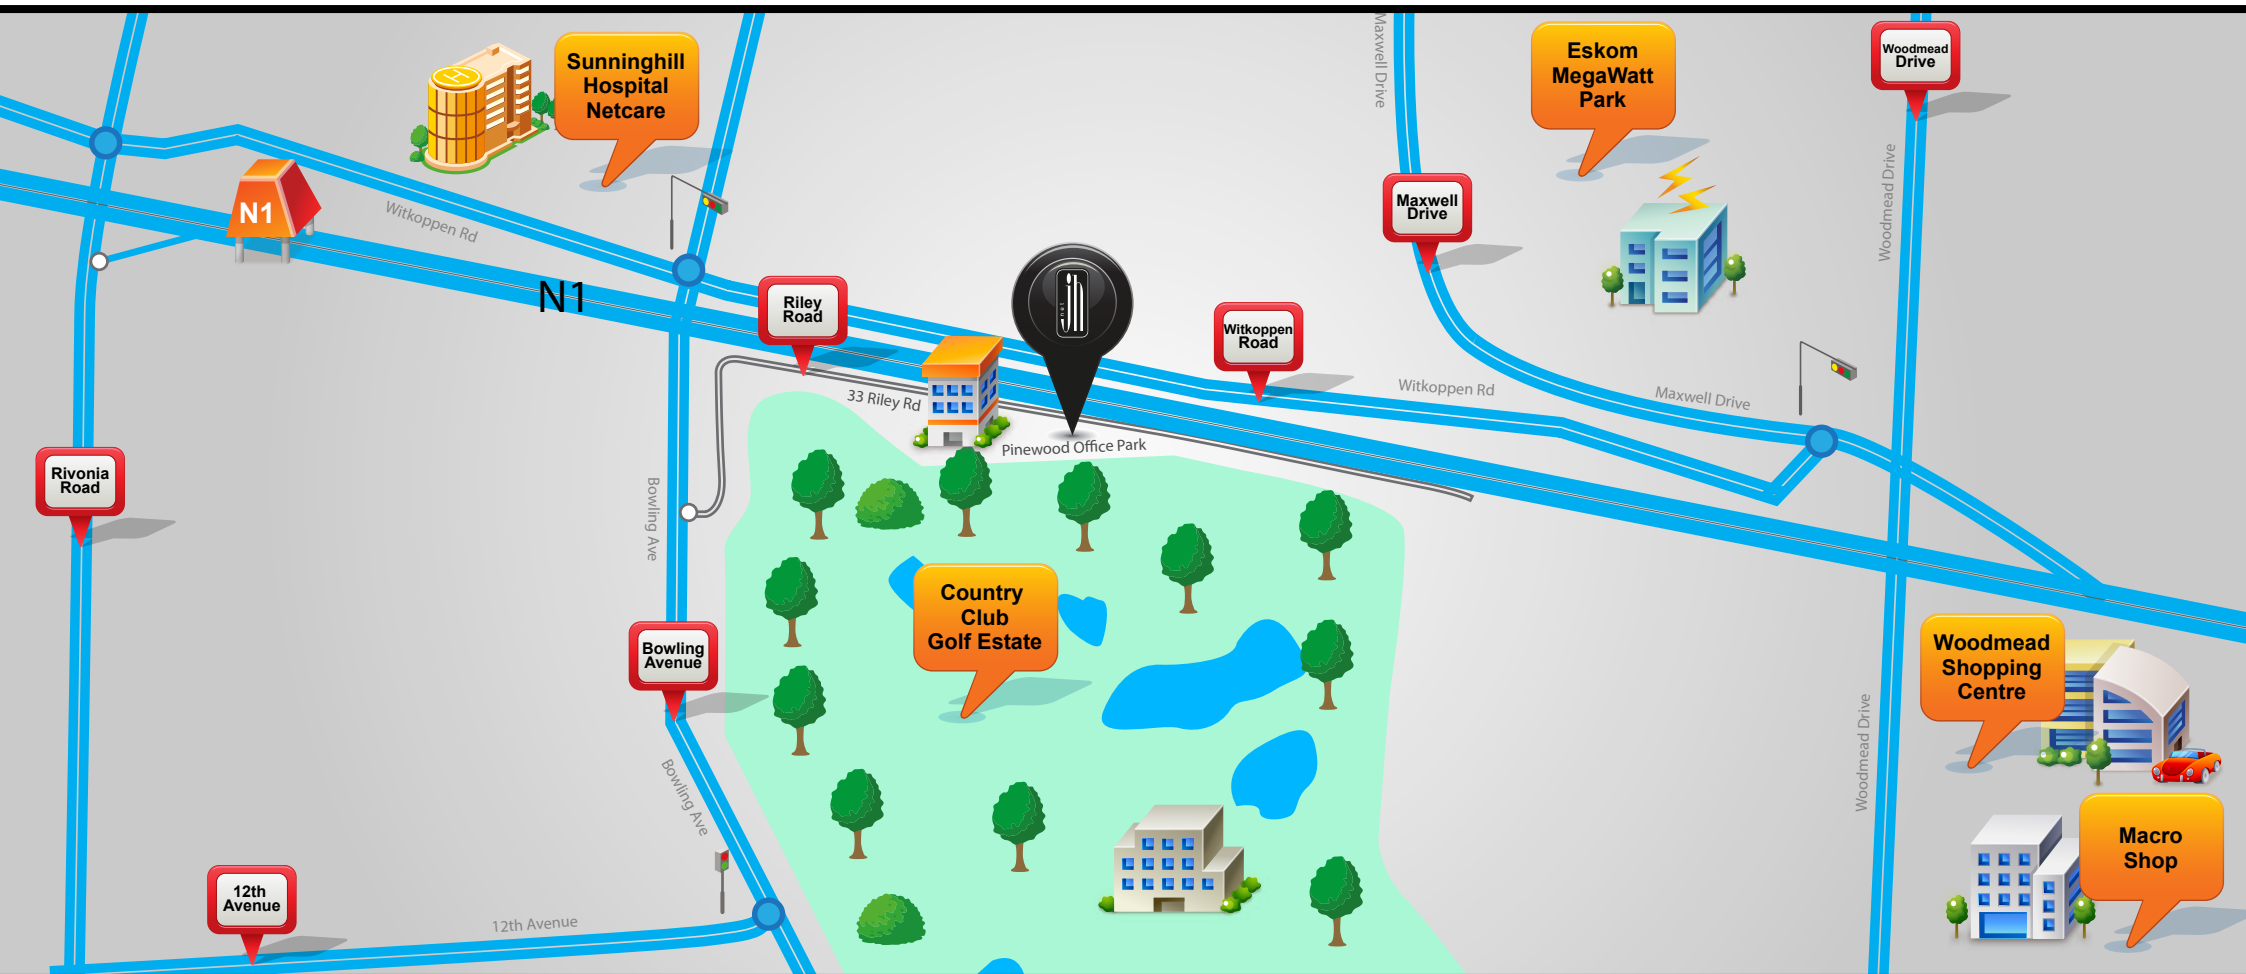 Sunninghill
Hospital
Netcare
Maxwell Drive
Eskom
MegaWatt
Park
Woodmead
Drive
Woodmead Drive
N1
Witkoppen Rd
Maxwell
Drive
N1
Riley
Road
Witkoppen
Road
33 Riley Rd
Witkoppen Rd
Maxwell Drive
Pinewood Office Park
Rivonia
Road
Bowling Ave
Country
Club
Golf Estate
Bowling
Avenue
Woodmead
Shopping
Centre
Woodmead Drive
Bowling Ave
Macro
Shop
12th
Avenue
12th Avenue